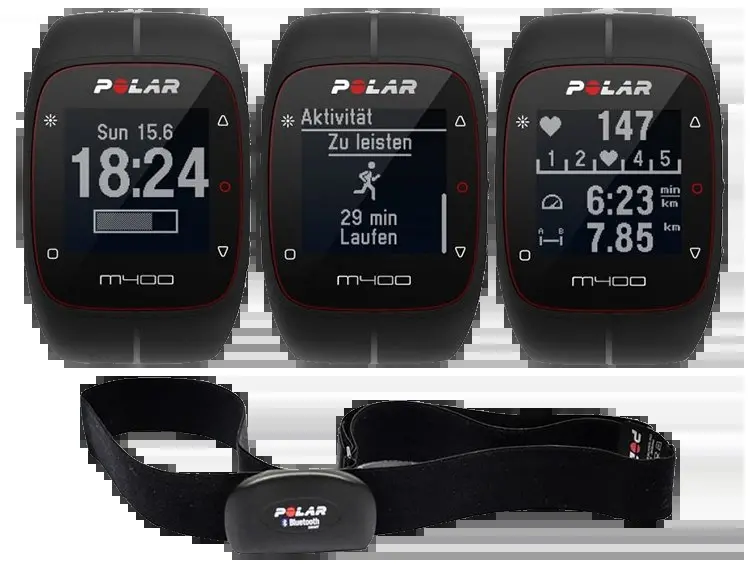 POLAR
Sun 15.6
18:24
M400
POLAR
Aktivität
Zu leisten
29 min
Laufen
M400
POLAR
147
1 2 4 5
6:23 min/km
A B
7.85 km
M400
POLAR
Bluetoolh